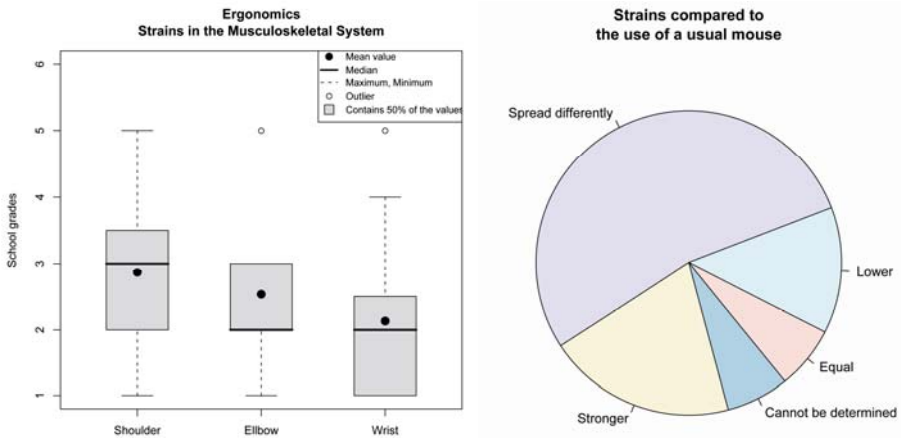 Ergonomics
Strains in the Musculoskeletal System
Mean value
Median
Maximum, Minimum
Outlier
Contains 50% of the values
School grades
6
5
4
3
2
1
Shoulder
Ellbow
Wrist
Strains compared to
the use of a usual mouse
Spread differently
Lower
Equal
Cannot be determined
Stronger